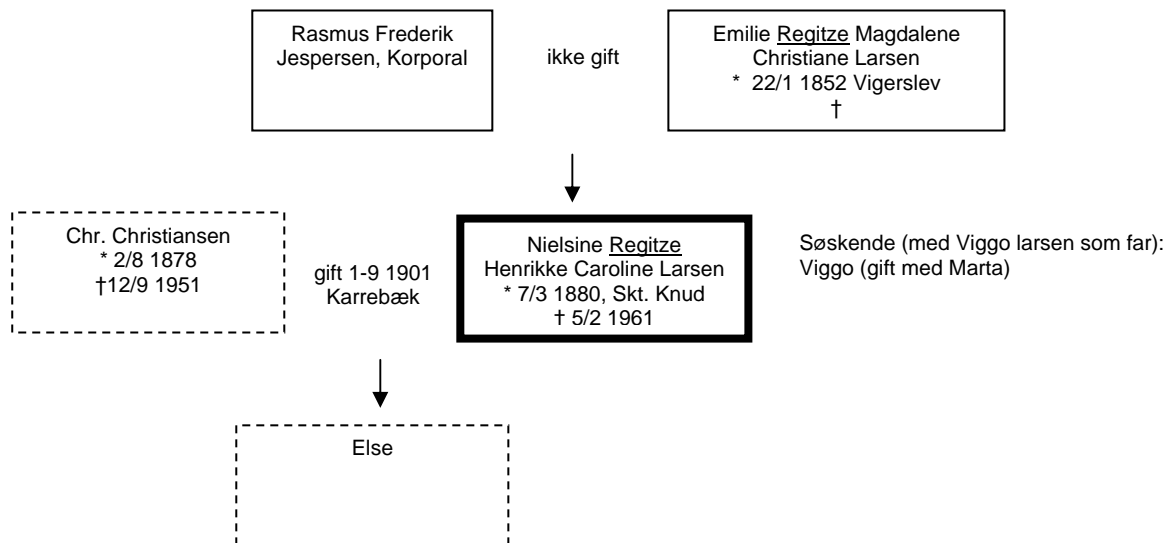 Rasmus Frederik
Jespersen, Korporal
ikke gift
Emilie Regitze Magdalene
Christiane Larsen
* 22/1 1852 Vigerslev
†
Chr. Christiansen
* 2/8 1878
†12/9 1951
gift 1-9 1901
Karrebæk
Nielsine Regitze
Henrikke Caroline Larsen
* 7/3 1880, Skt. Knud
† 5/2 1961
Søskende (med Viggo larsen som far):
Viggo (gift med Marta)
Else